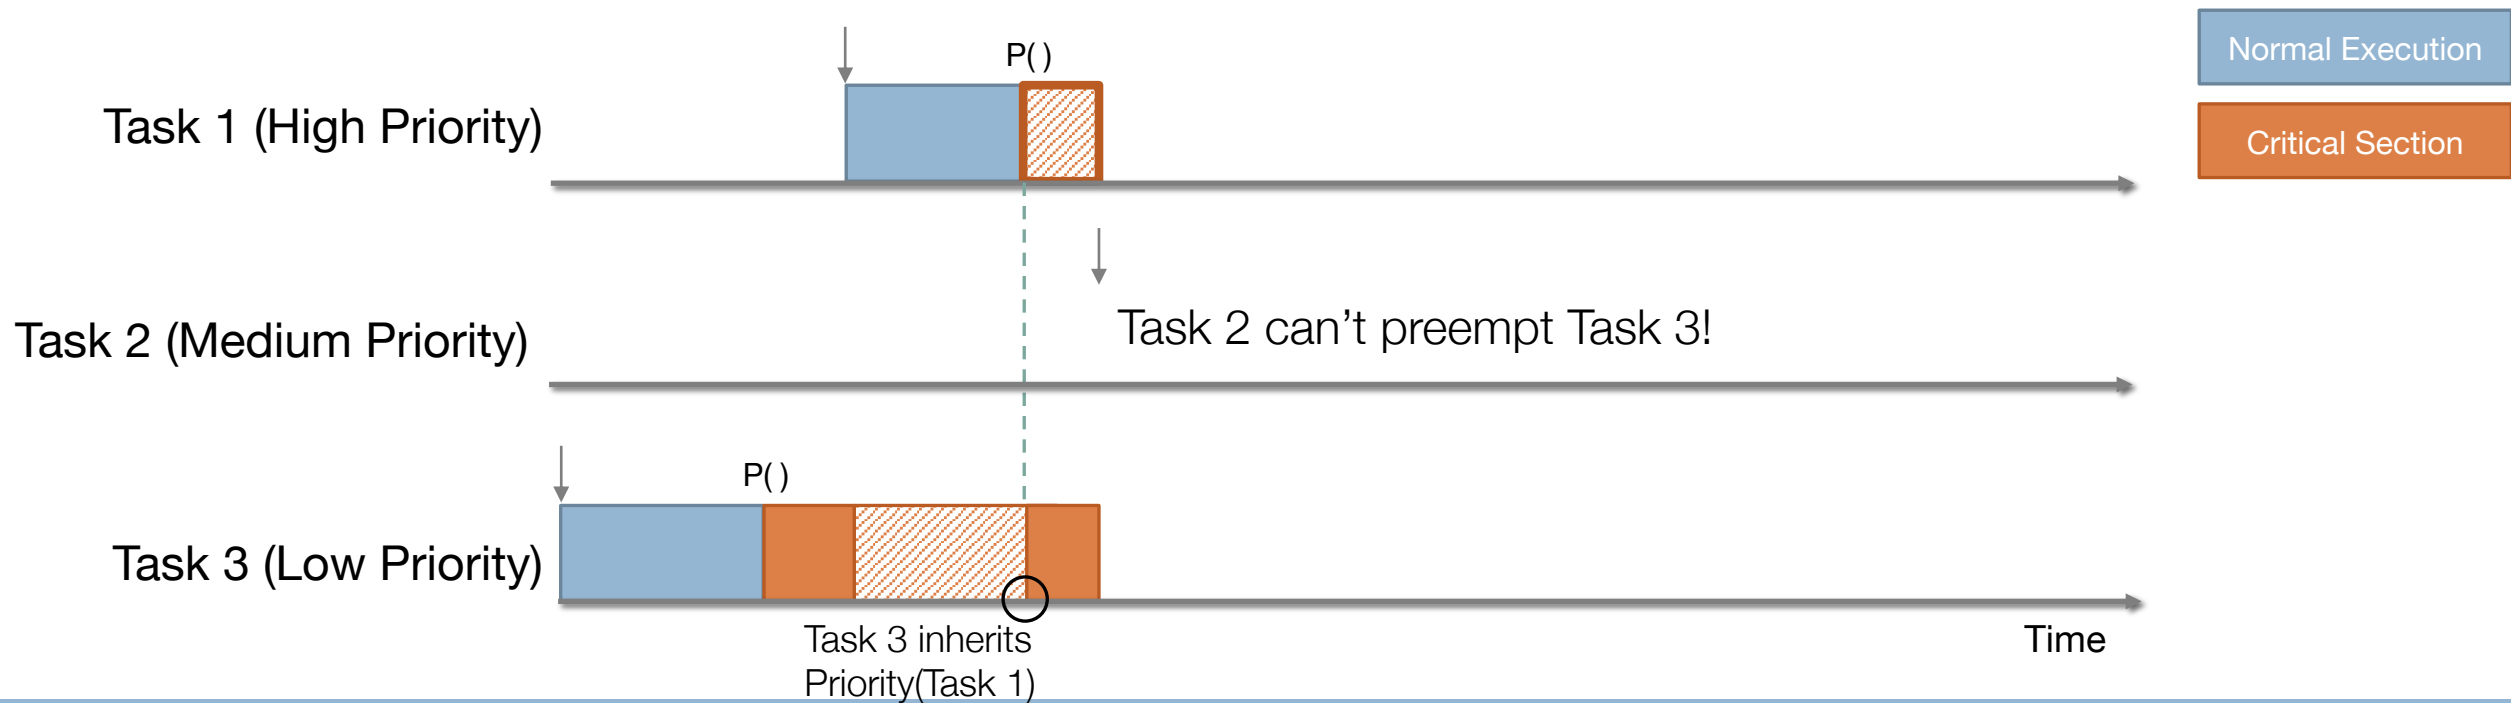 Normal Execution
P( )
Task 1 (High Priority)
Critical Section
Task 2 can't preempt Task 3!
Task 2 (Medium Priority)
P( )
Task 3 (Low Priority)
Task 3 inherits
Priority(Task 1)
Time